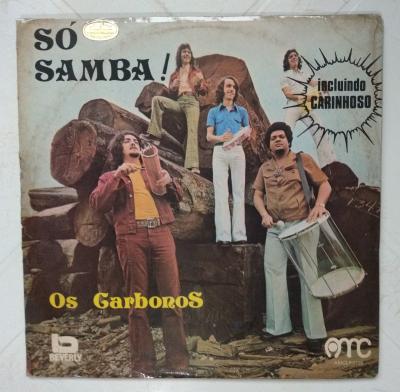 SÓ
SAMBA!
incluindo
CARINHOSO
Os CarbonoS
BEVERLY
AMC